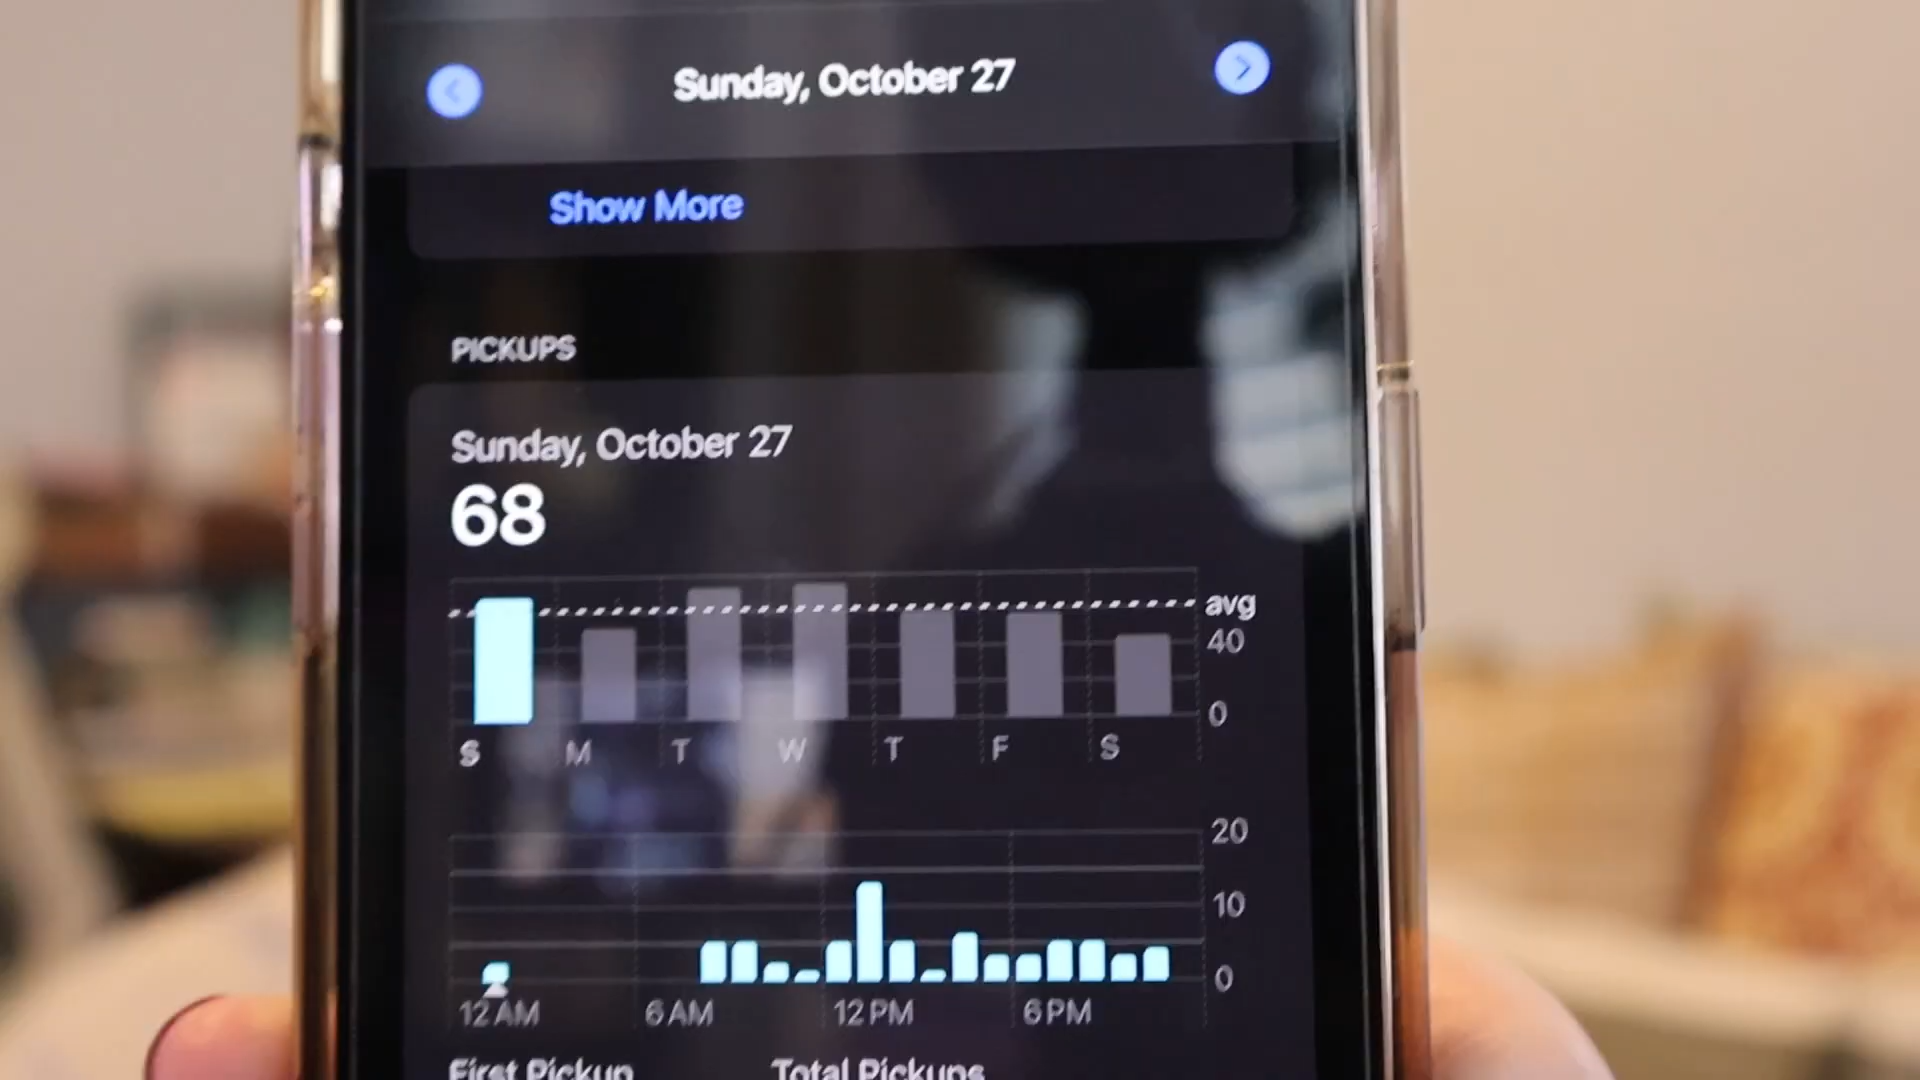 Sunday, October 27
Show More
PICKUPS
Sunday, October 27
68
avg
40
0
S M T W T F S
20
10
0
12 AM 6 AM 12 PM 6 PM
First Pickup Total Pickups